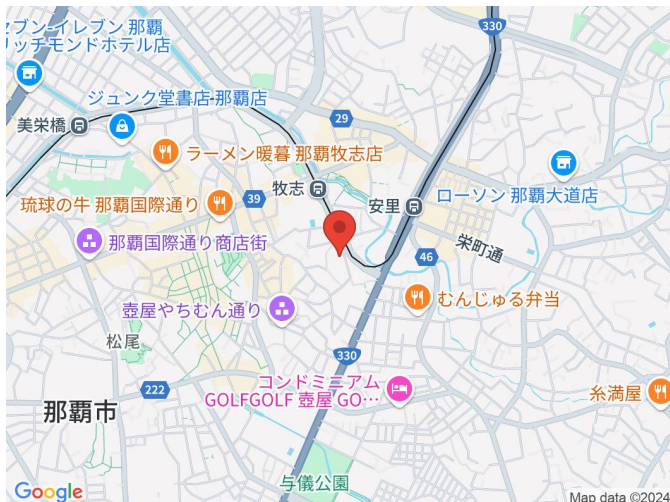 セブン-イレブン 那覇
リッチモンドホテル店
330
ジュンク堂書店 那覇店
美栄橋
29
ラーメン暖暮 那覇牧志店
ローソン 那覇大道店
牧志
安里
39
琉球の牛 那覇国際通り
栄町通
那覇国際通り商店街
46
むんじゅる弁当
壺屋やちむん通り
松尾
330
222
コンドミニアム
GOLFGOLF 壺屋 GO…
糸満屋
那覇市
与儀公園
Google
Map data ©2024